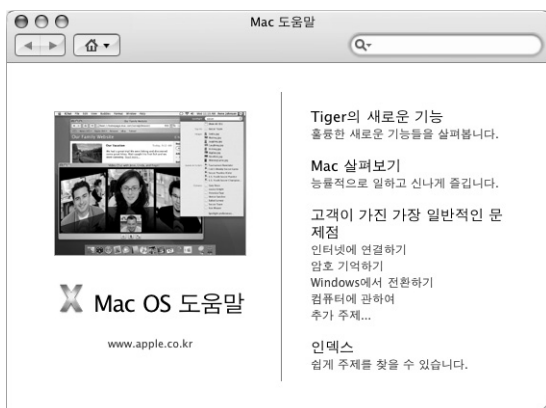 Mac 도움말
Our Family Website
Mac OS 도움말
www.apple.co.kr
Tiger의 새로운 기능
훌륭한 새로운 기능들을 살펴봅니다.
Mac 살펴보기
능률적으로 일하고 신나게 즐깁니다.
고객이 가진 가장 일반적인 문
제점
인터넷에 연결하기
암호 기억하기
Windows에서 전환하기
컴퓨터에 관하여
추가 주제...
인덱스
쉽게 주제를 찾을 수 있습니다.